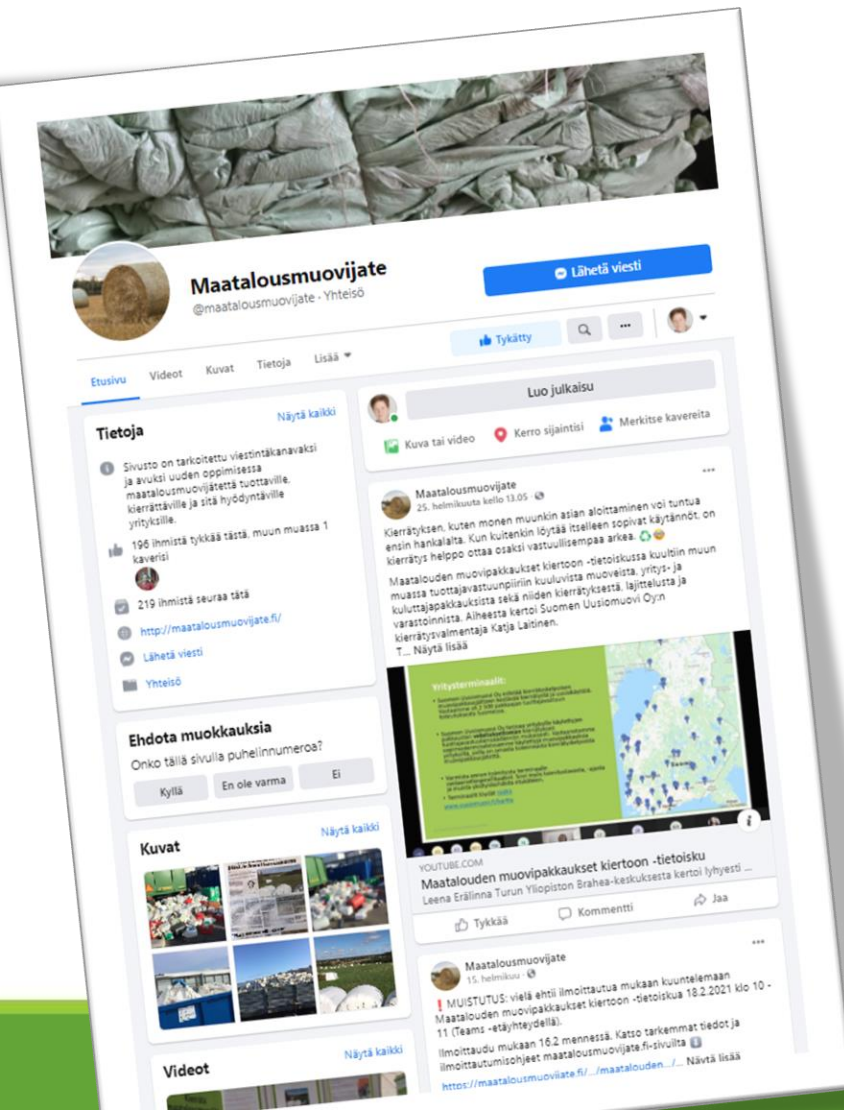 Maatalousmuovijate
@maatalousmuovijate · Yhteisö
Lähetä viesti
Etusivu
Videot
Kuvat
Tietoja
Lisää
Tykätty
Tietoja
Näytä kaikki
Sivusto on tarkoitettu viestintäkanavaksi
ja avuksi uuden oppimisessa
maatalousmuovijätettä tuottaville,
kierrättäville ja sitä hyödyntäville
yrityksille.
196 ihmistä tykkää tästä, muun muassa 1
kaverisi
219 ihmistä seuraa tätä
http://maatalousmuovijate.fi/
Lähetä viesti
Yhteisö
Ehdota muokkauksia
Onko tällä sivulla puhelinnumeroa?
Kyllä
En ole varma
Ei
Kuvat
Näytä kaikki
Videot
Näytä kaikki
Luo julkaisu
Kuva tai video
Kerro sijaintisi
Merkitse kavereita
Maatalousmuovijate
25. helmikuuta kello 13.05 ·
Kierrätyksen, kuten monen muunkin asian aloittaminen voi tuntua
ensin hankalalta. Kun kuitenkin löytää itselleen sopivat käytännöt, on
kierrätys helppo ottaa osaksi vastuullisempaa arkea.
Maatalouden muovipakkaukset kiertoon -tietoiskussa kuultiin muun
muassa tuottajavastuunpiiriin kuuluvista muoveista, yritys- ja
kuluttajapakkauksista sekä niiden kierrätyksestä, lajittelusta ja
varastoinnista. Aiheesta kertoi Suomen Uusiomuovi Oy:n
kierrätysvalmentaja Katja Laitinen.
T... Näytä lisää
Yritysterminaalit:
YOUTUBE.COM
Maatalouden muovipakkaukset kiertoon -tietoisku
Leena Erälinna Turun Yliopiston Brahea-keskuksesta kertoi lyhyesti ...
Tykkää
Kommentti
Jaa
Maatalousmuovijate
15. helmikuu ·
❗ MUISTUTUS: vielä ehtii ilmoittautua mukaan kuuntelemaan
Maatalouden muovipakkaukset kiertoon -tietoiskua 18.2.2021 klo 10 -
11 (Teams -etäyhteydellä).
Ilmoittaudu mukaan 16.2 mennessä. Katso tarkemmat tiedot ja
ilmoittautumisohjeet maatalousmuovijate.fi-sivuilta
https://maatalousmuovijate.fi/.../maatalouden.../... Näytä lisää